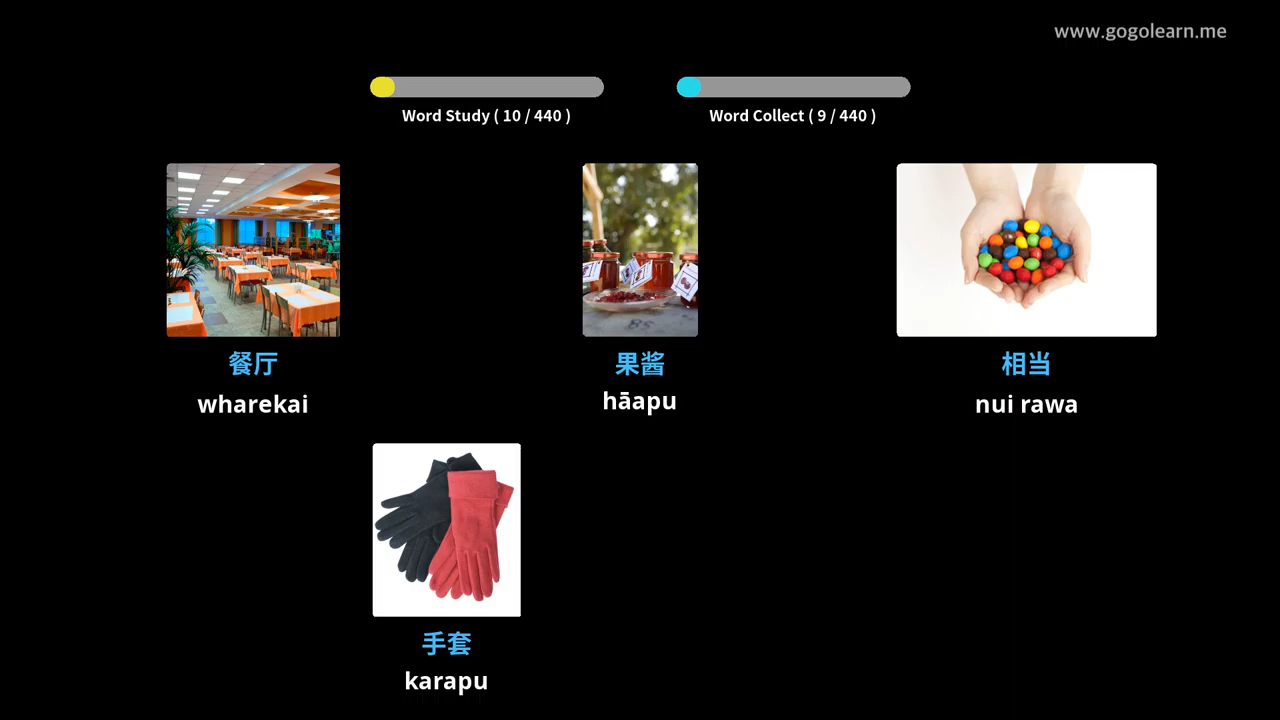 www.gogolearn.me
Word Study ( 10 / 440 )
Word Collect ( 9 / 440 )
餐厅
果酱
相当
wharekai
hāapu
nui rawa
手套
karapu